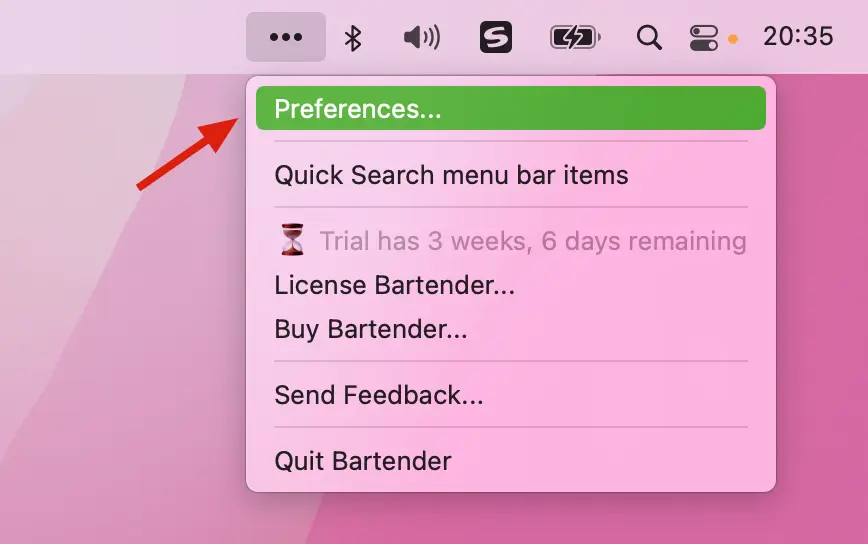 20:35
Preferences...
Quick Search menu bar items
Trial has 3 weeks, 6 days remaining
License Bartender...
Buy Bartender...
Send Feedback...
Quit Bartender